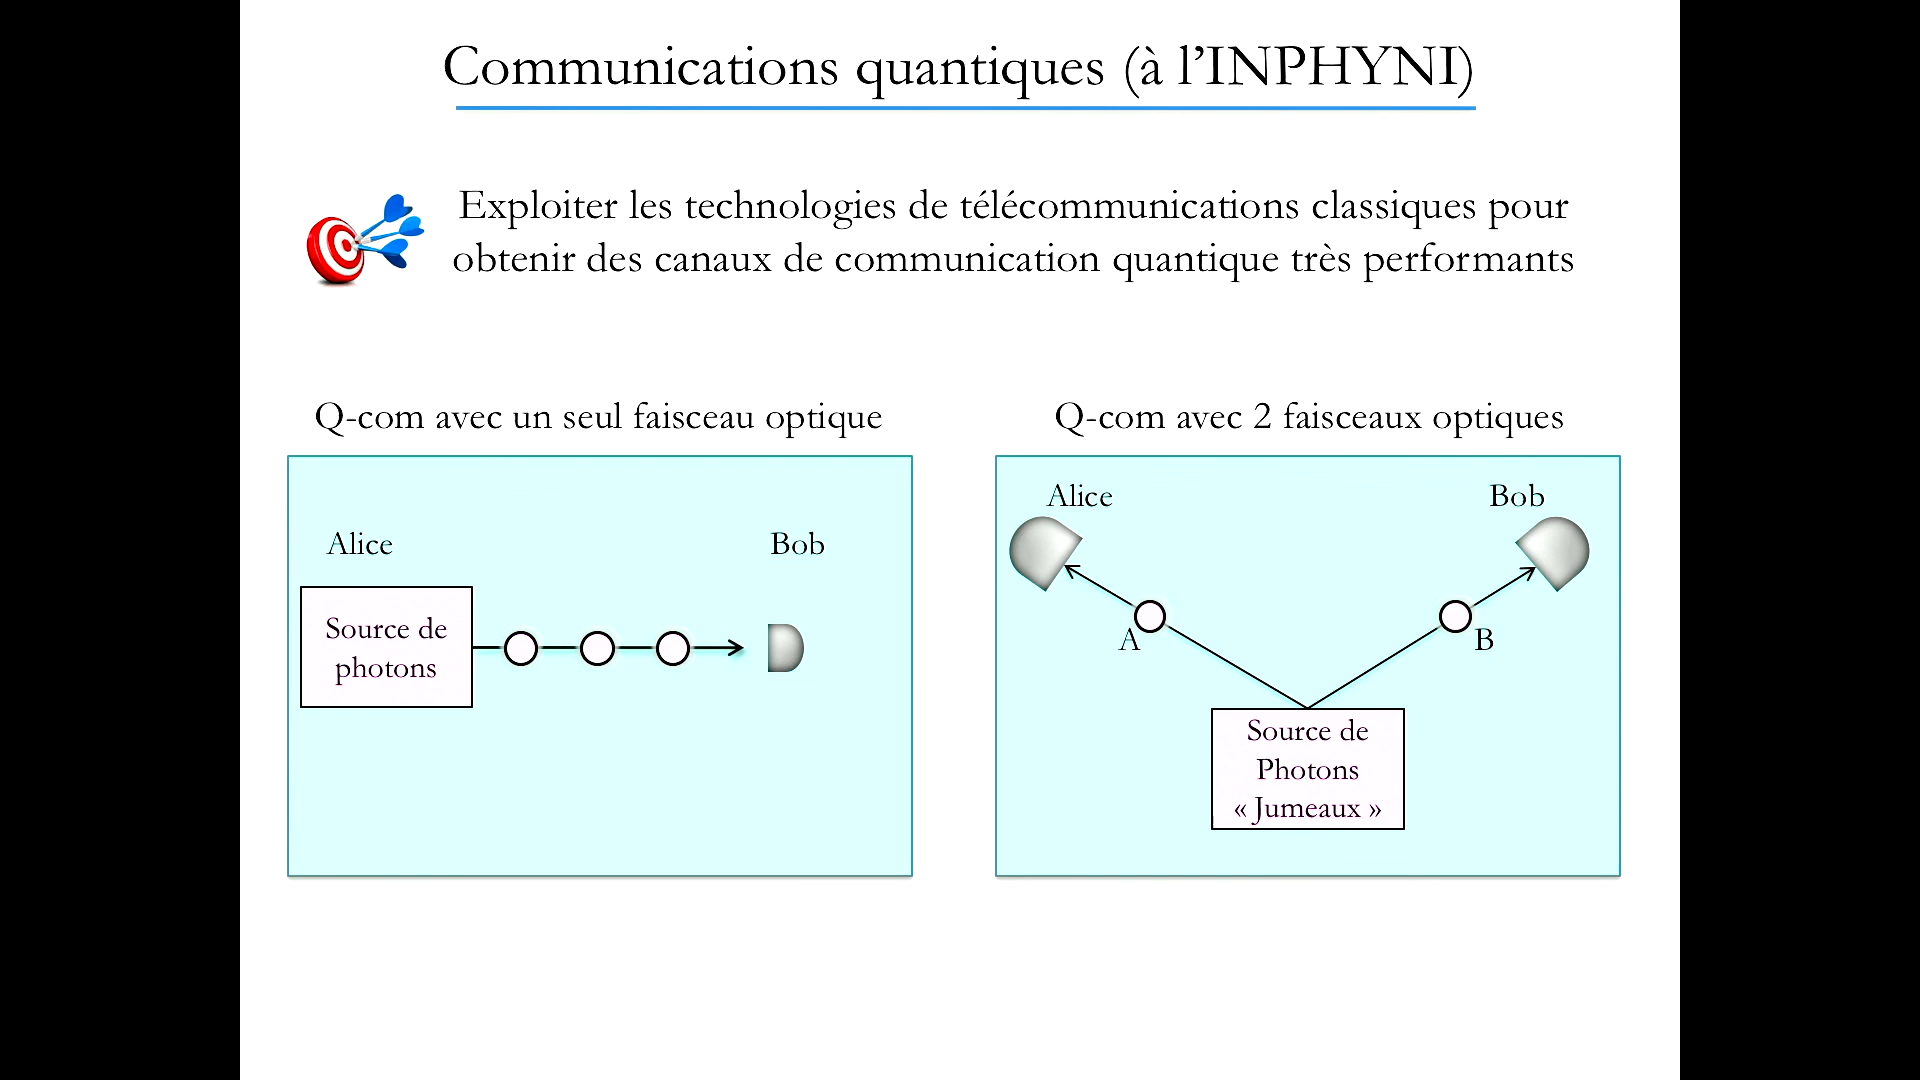 Communications quantiques (à l’INPHYNI)
Exploiter les technologies de télécommunications classiques pour
obtenir des canaux de communication quantique très performants
Q-com avec un seul faisceau optique
Alice
Bob
Source de
photons
Q-com avec 2 faisceaux optiques
Alice
Bob
A
B
Source de
Photons
« Jumeaux »